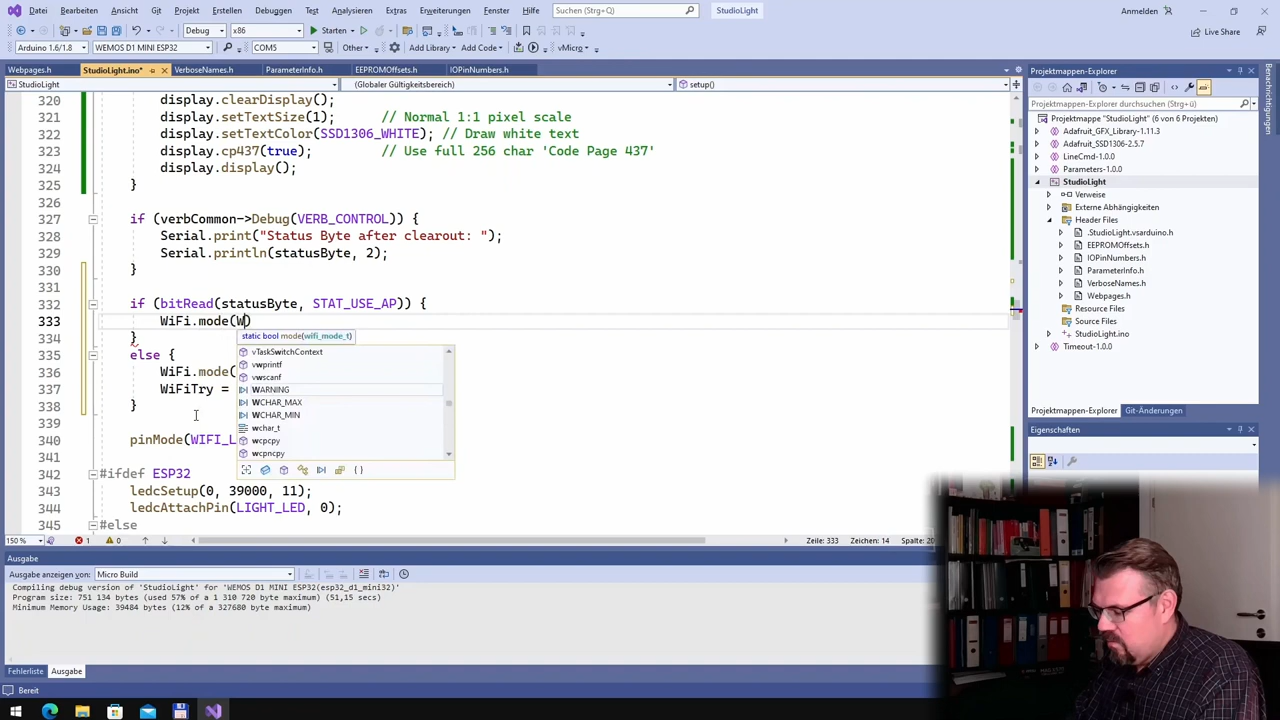 Datei Bearbeiten Ansicht Git Projekt Erstellen Debuggen Test Analysieren Extras Erweiterungen Fenster Hilfe Suchen (Strg+Q) StudioLight Anmelden
Debug x86 Starten Live Share
Arduino 1.6/1.8 WEMOS D1 MINI ESP32 COM5 Other Add Library Add Code vMicro
Webpages.h StudioLight.ino* VerboseNames.h ParameterInfo.h EEPROMOffsets.h IOPinNumbers.h
StudioLight (Globaler Gültigkeitsbereich) setup()
320 display.clearDisplay();
321 display.setTextSize(1); // Normal 1:1 pixel scale
322 display.setTextColor(SSD1306_WHITE); // Draw white text
323 display.cp437(true); // Use full 256 char 'Code Page 437'
324 display.display();
325 }
326
327 if (verbCommon->Debug(VERB_CONTROL)) {
328 Serial.print("Status Byte after clearout: ");
329 Serial.println(statusByte, 2);
330 }
331
332 if (bitRead(statusByte, STAT_USE_AP)) {
333 WiFi.mode(W)
334 }
335 else {
336 WiFi.mode(
337 WiFiTry =
338 }
339
340 pinMode(WIFI_L
341
342 #ifdef ESP32
343 ledcSetup(0, 39000, 11);
344 ledcAttachPin(LIGHT_LED, 0);
345 #else
static bool mode(wifi_mode_t)
vTaskSwitchContext
vwprintf
vwscanf
WARNING
WCHAR_MAX
WCHAR_MIN
wchar_t
wcpcpy
wcpncpy
150 % 1 0 Zeile: 333 Zeichen: 14 Spalte: 20
Ausgabe
Ausgabe anzeigen von: Micro Build
Compiling debug version of 'StudioLight' for 'WEMOS D1 MINI ESP32(esp32_d1_mini32)'
Program size: 751 134 bytes (used 57% of a 1 310 720 byte maximum) (51,15 secs)
Minimum Memory Usage: 39484 bytes (12% of a 327680 byte maximum)
Fehlerliste Ausgabe
Bereit
Projektmappen-Explorer
Projektmappen-Explorer durchsuchen (Strg+ü)
Projektmappe "StudioLight" (6 von 6 Projekten)
Adafruit_GFX_Library-1.11.3
Adafruit_SSD1306-2.5.7
LineCmd-1.0.0
Parameters-1.0.0
StudioLight
Verweise
Externe Abhängigkeiten
Header Files
.StudioLight.vsarduino.h
EEPROMOffsets.h
IOPinNumbers.h
ParameterInfo.h
VerboseNames.h
Webpages.h
Resource Files
Source Files
StudioLight.ino
Timeout-1.0.0
Projektmappen-Explorer Git-Änderungen
Eigenschaften
Benachrichtigungen